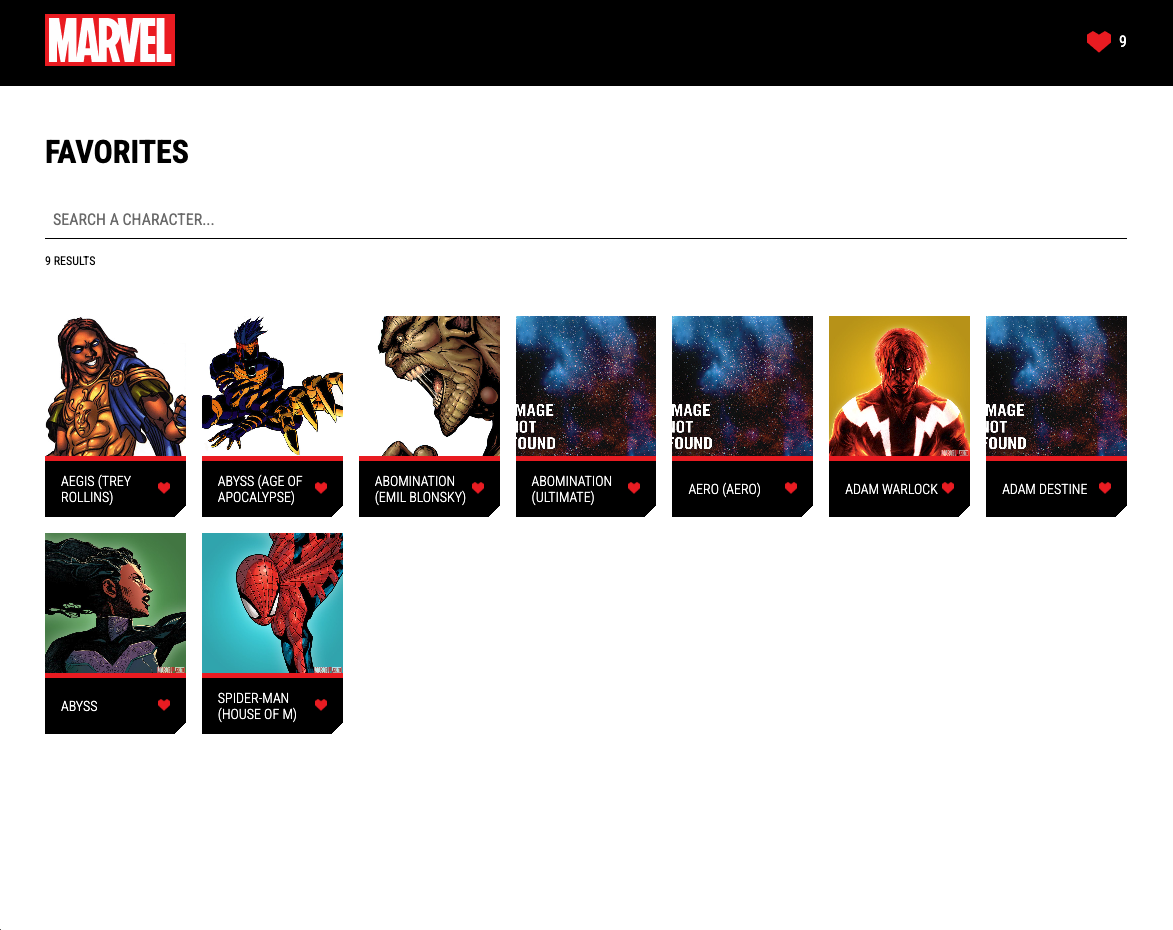 MARVEL
9
FAVORITES
SEARCH A CHARACTER...
9 RESULTS
MAGE
NOT
FOUND
MAGE
NOT
FOUND
MAGE
NOT
FOUND
AEGIS (TREY
ROLLINS)
ABYSS (AGE OF
APOCALYPSE)
ABOMINATION
(EMIL BLONSKY)
ABOMINATION
(ULTIMATE)
AERO (AERO)
ADAM WARLOCK
ADAM DESTINE
ABYSS
SPIDER-MAN
(HOUSE OF M)